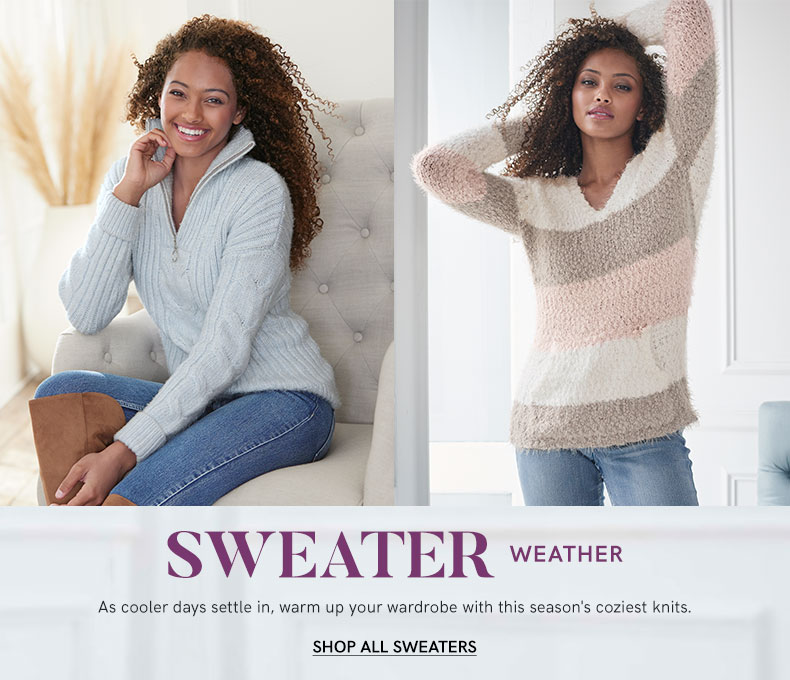 SWEATER WEATHER
As cooler days settle in, warm up your wardrobe with this season's coziest knits.
SHOP ALL SWEATERS